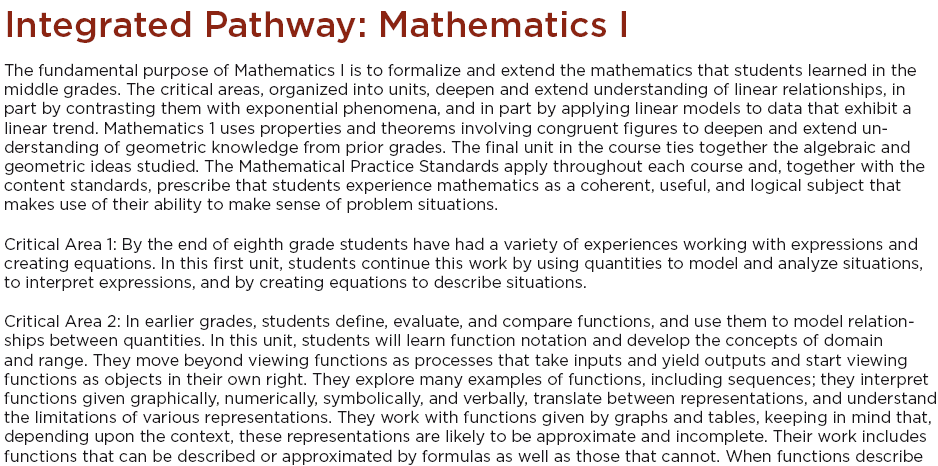 Integrated Pathway: Mathematics I
The fundamental purpose of Mathematics I is to formalize and extend the mathematics that students learned in the
middle grades. The critical areas, organized into units, deepen and extend understanding of linear relationships, in
part by contrasting them with exponential phenomena, and in part by applying linear models to data that exhibit a
linear trend. Mathematics 1 uses properties and theorems involving congruent figures to deepen and extend un-
derstanding of geometric knowledge from prior grades. The final unit in the course ties together the algebraic and
geometric ideas studied. The Mathematical Practice Standards apply throughout each course and, together with the
content standards, prescribe that students experience mathematics as a coherent, useful, and logical subject that
makes use of their ability to make sense of problem situations.
Critical Area 1: By the end of eighth grade students have had a variety of experiences working with expressions and
creating equations. In this first unit, students continue this work by using quantities to model and analyze situations,
to interpret expressions, and by creating equations to describe situations.
Critical Area 2: In earlier grades, students define, evaluate, and compare functions, and use them to model relation-
ships between quantities. In this unit, students will learn function notation and develop the concepts of domain
and range. They move beyond viewing functions as processes that take inputs and yield outputs and start viewing
functions as objects in their own right. They explore many examples of functions, including sequences; they interpret
functions given graphically, numerically, symbolically, and verbally, translate between representations, and understand
the limitations of various representations. They work with functions given by graphs and tables, keeping in mind that,
depending upon the context, these representations are likely to be approximate and incomplete. Their work includes
functions that can be described or approximated by formulas as well as those that cannot. When functions describe